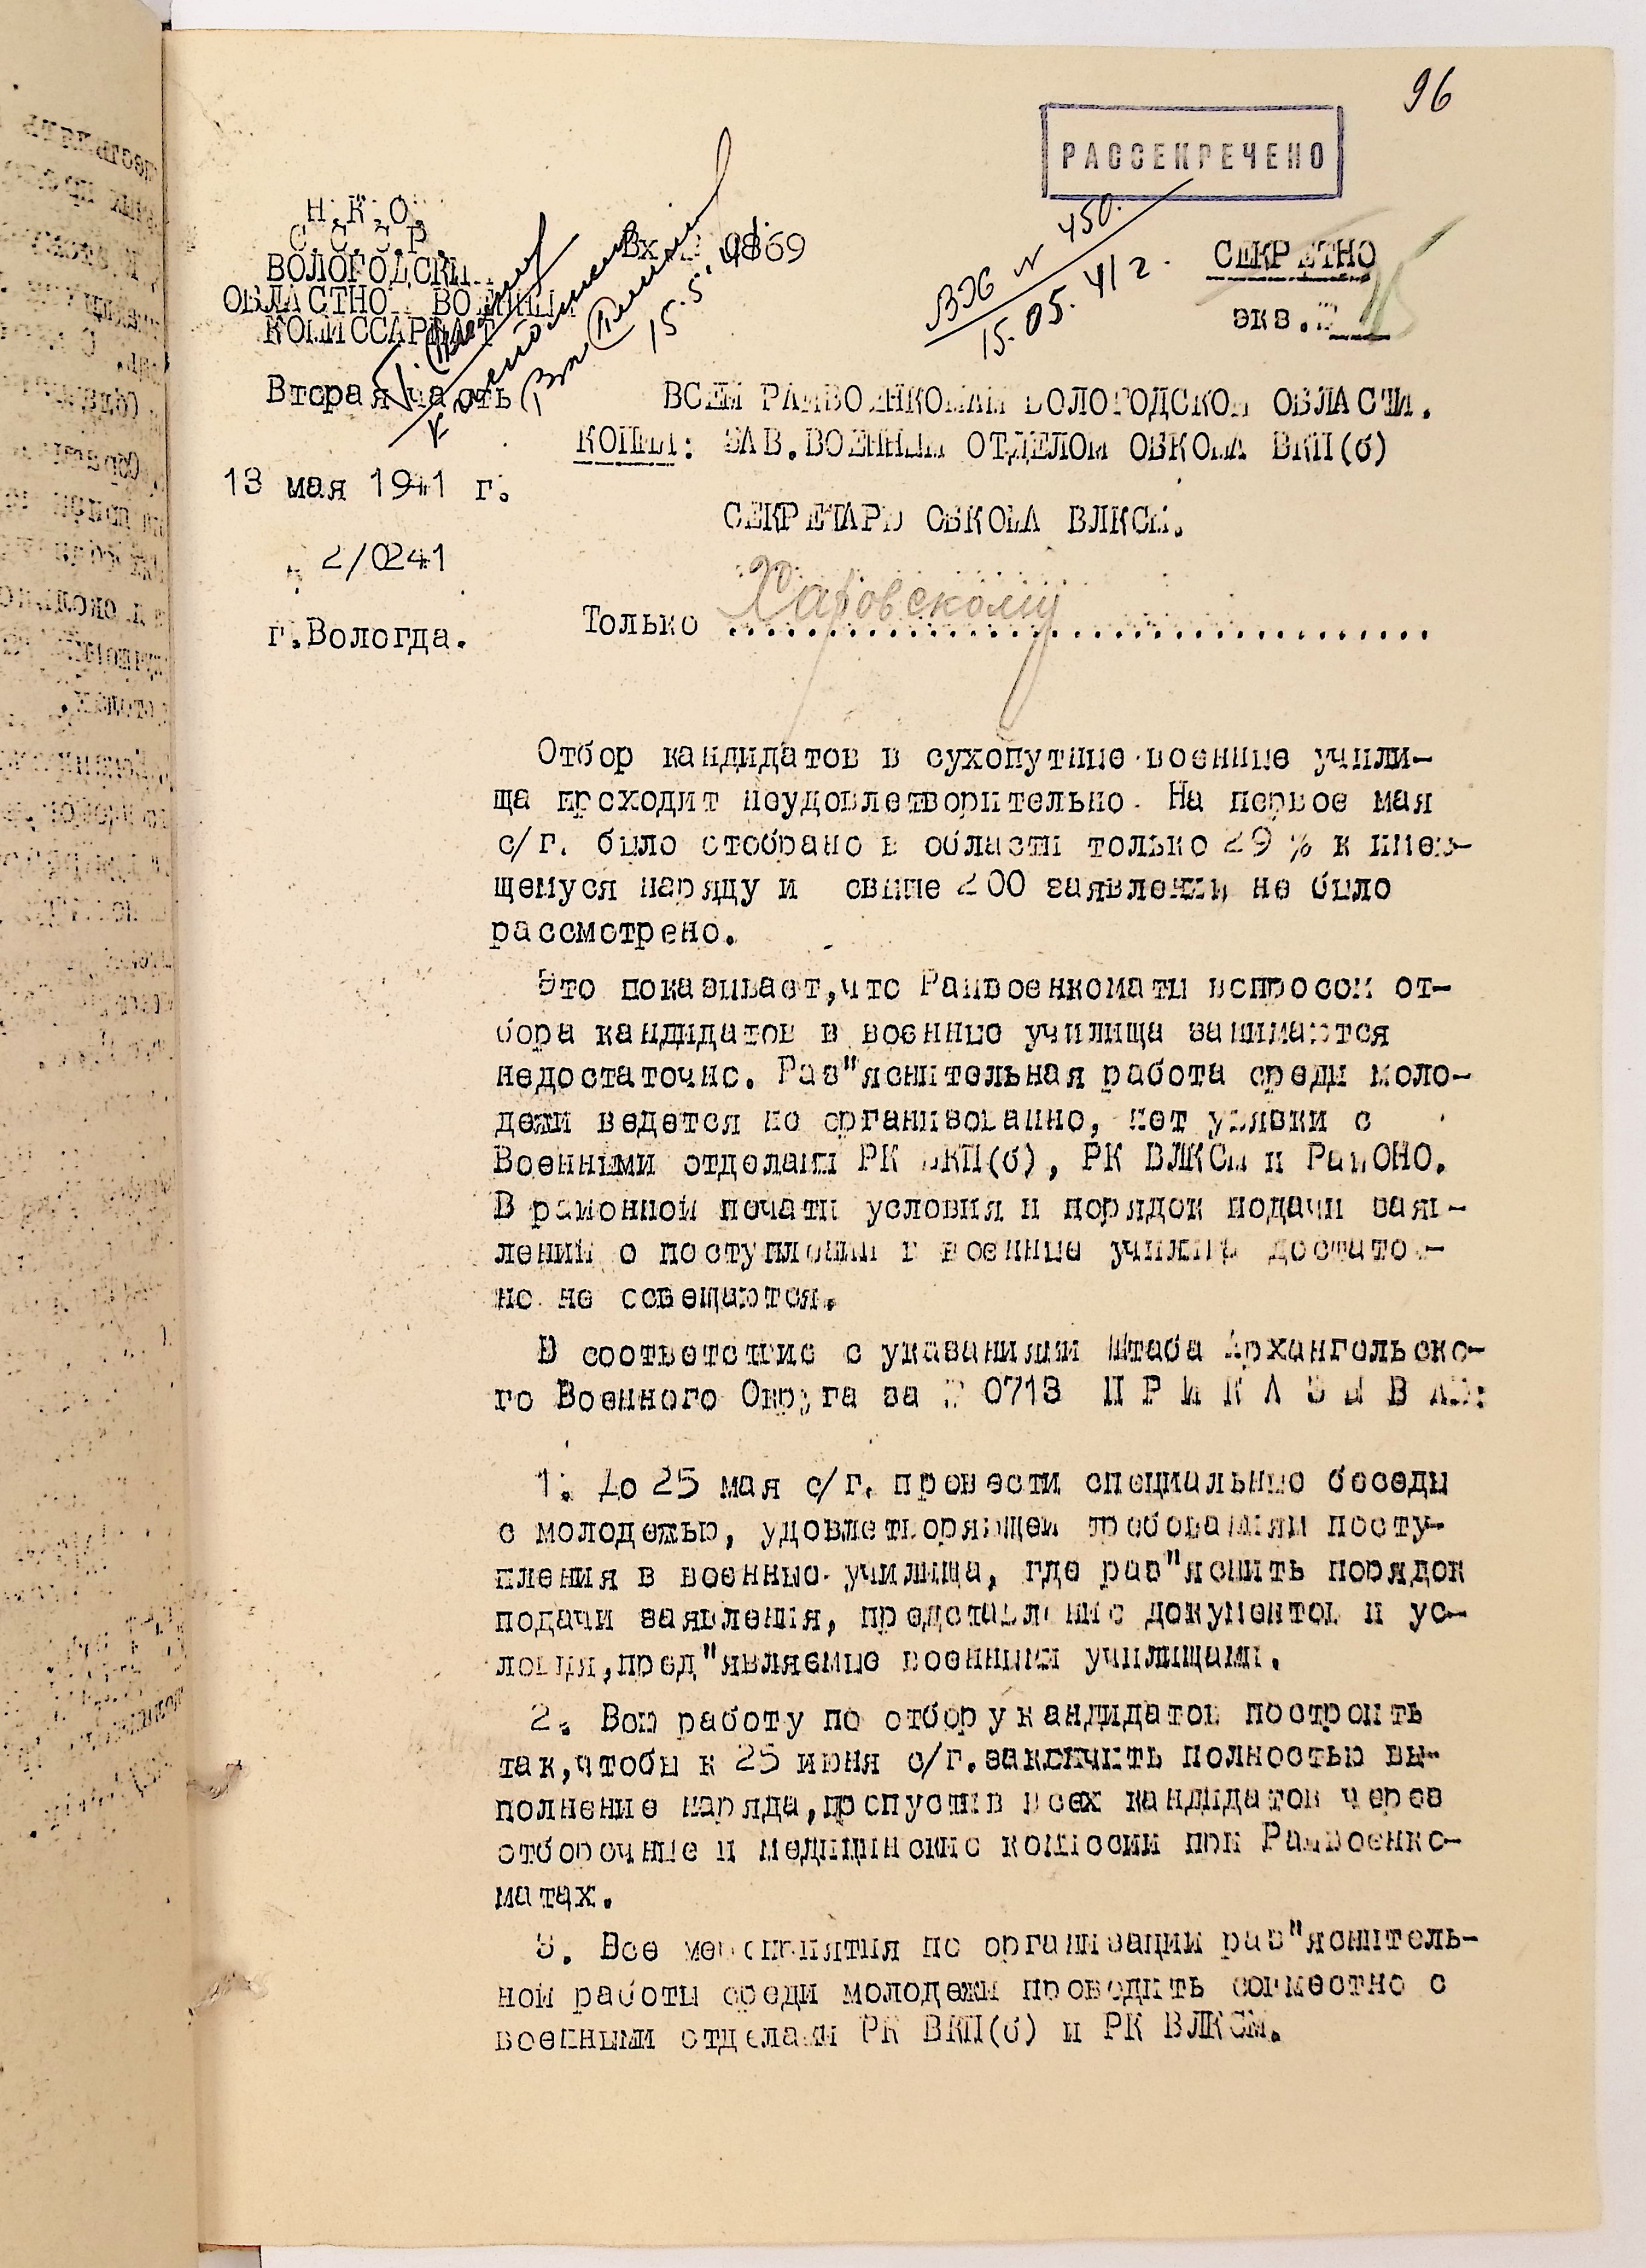 96
РАССЕКРЕЧЕНО
Н.К.О.
С.С.С.Р.
ВОЛОГОДСКИЙ
ОБЛАСТНОЙ ВОЕННЫЙ
КОМИССАРИАТ
Вх 0869
15.5.41
ВХ N 450.
15.05.41 г.
СЕКРЕТНО
экз.№
Вторая часть
ВСЕМ РАЙВОЕНКОМАМ ВОЛОГОДСКОЙ ОБЛАСТИ.
КОПИЯ: ЗАВ.ВОЕННЫМ ОТДЕЛОМ ОБКОМА ВКП(б)
13 мая 1941 г.
СЕКРЕТАРЮ ОБКОМА ВЛКСМ.
№ 2/0241
г.Вологда.
Только Харовскому
Отбор кандидатов в сухопутные военные учили-
ща проходит неудовлетворительно. На первое мая
с/г. было отобрано в области только 29 % к имею-
щемуся наряду и свыше 200 заявлений не было
рассмотрено.
Это показывает,что Райвоенкоматы вопросом от-
бора кандидатов в военные училища занимаются
недостаточно. Раз"яснительная работа среди моло-
дежи ведется не организованно, нет увязки с
Военными отделами РК ВКП(б), РК ВЛКСМ и РайОНО.
В районной печати условия и порядок подачи заяв-
лений о поступлении в военные училища достаточ-
но не освещаются.
В соответствие с указаниями Штаба Архангельско-
го Военного Округа за № 0713 П Р И К А З Ы В АЮ:
1. До 25 мая с/г. провести специальные беседы
с молодежью, удовлетворяющей требованиям посту-
пления в военные училища, где раз"яснить порядок
подачи заявления, представление документов и ус-
ловия,пред"являемые военными училищами.
2. Всю работу по отбору кандидатов построить
так,чтобы к 25 июня с/г.закончить полностью вы-
полнение наряда,пропустив всех кандидатов через
отборочные и медицинские комиссии при Райвоенко-
матах.
3. Все мероприятия по организации раз"яснитель-
ной работы среди молодежи проводить совместно с
военными отделами РК ВКП(б) и РК ВЛКСМ.